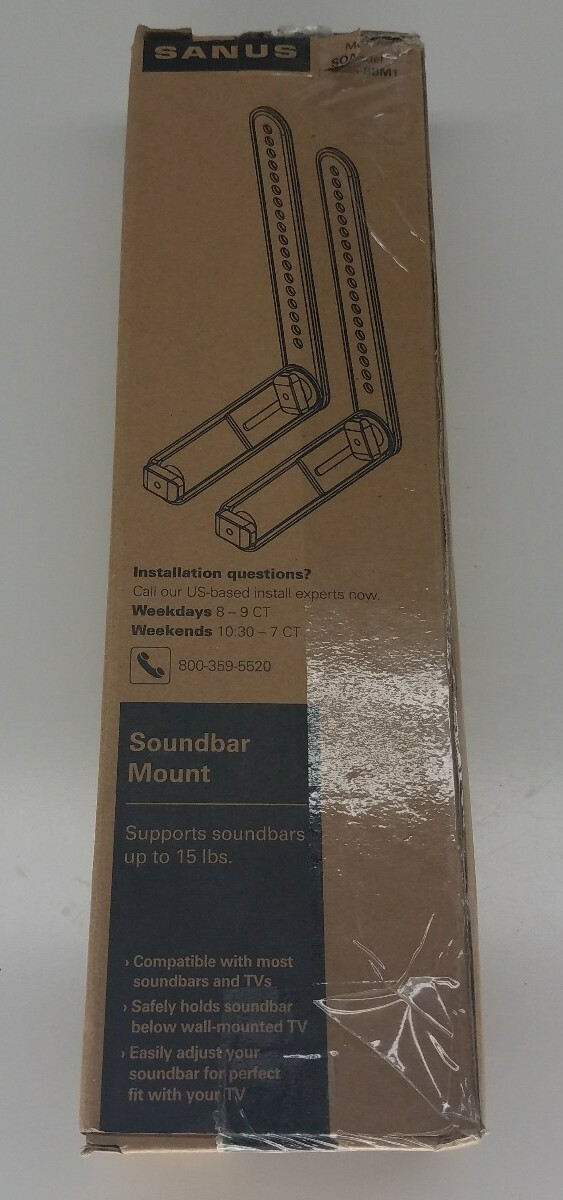 SANUS
Installation questions?
Call our US-based install experts now.
Weekdays 8 – 9 CT
Weekends 10:30 – 7 CT
800-359-5520
Soundbar
Mount
Supports soundbars
up to 15 lbs.
› Compatible with most
soundbars and TVs
› Safely holds soundbar
below wall-mounted TV
› Easily adjust your
soundbar for perfect
fit with your TV